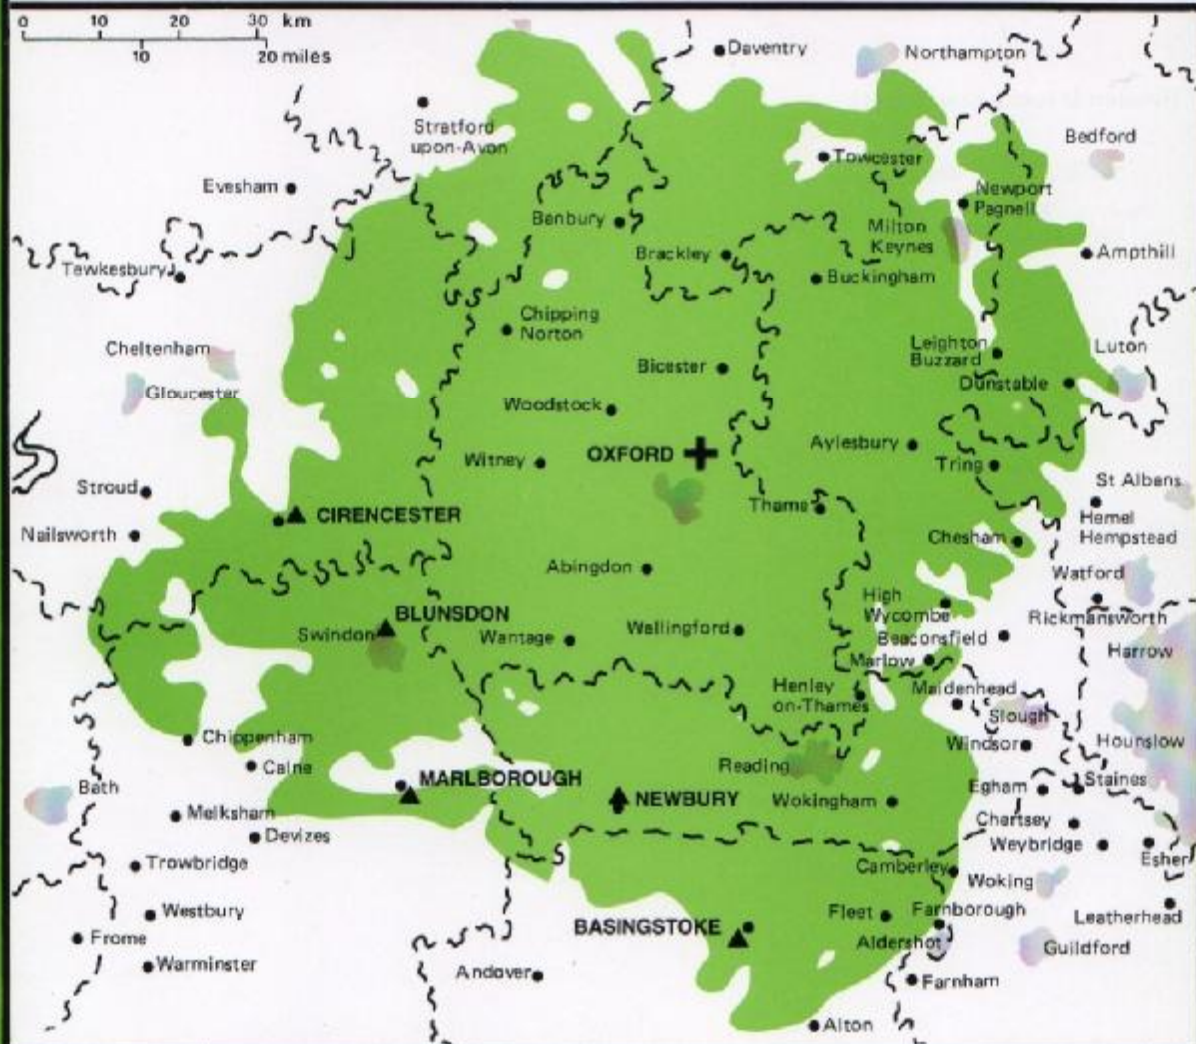 0 10 20 30 km
10 20 miles
Daventry
Northampton
Stratford
upon-Avon
Bedford
Towcester
Evesham
Newport
Pagnell
Banbury
Milton
Keynes
Brackley
Ampthill
Tewkesbury
Buckingham
Chipping
Norton
Cheltenham
Leighton
Buzzard
Luton
Bicester
Dunstable
Gloucester
Woodstock
Aylesbury
OXFORD
Witney
Tring
Stroud
St Albans
Thame
CIRENCESTER
Hemel
Hempstead
Nailsworth
Chesham
Abingdon
Watford
High
Wycombe
BLUNSDON
Rickmansworth
Swindon
Wantage
Wallingford
Beaconsfield
Harrow
Marlow
Henley
on-Thames
Maidenhead
Slough
Chippenham
Windsor
Hounslow
Calne
Reading
MARLBOROUGH
Staines
Bath
Egham
NEWBURY
Wokingham
Melksham
Chertsey
Devizes
Weybridge
Trowbridge
Esher
Camberley
Woking
Westbury
Fleet
Farnborough
Leatherhead
BASINGSTOKE
Frome
Aldershot
Guildford
Warminster
Andover
Farnham
Alton